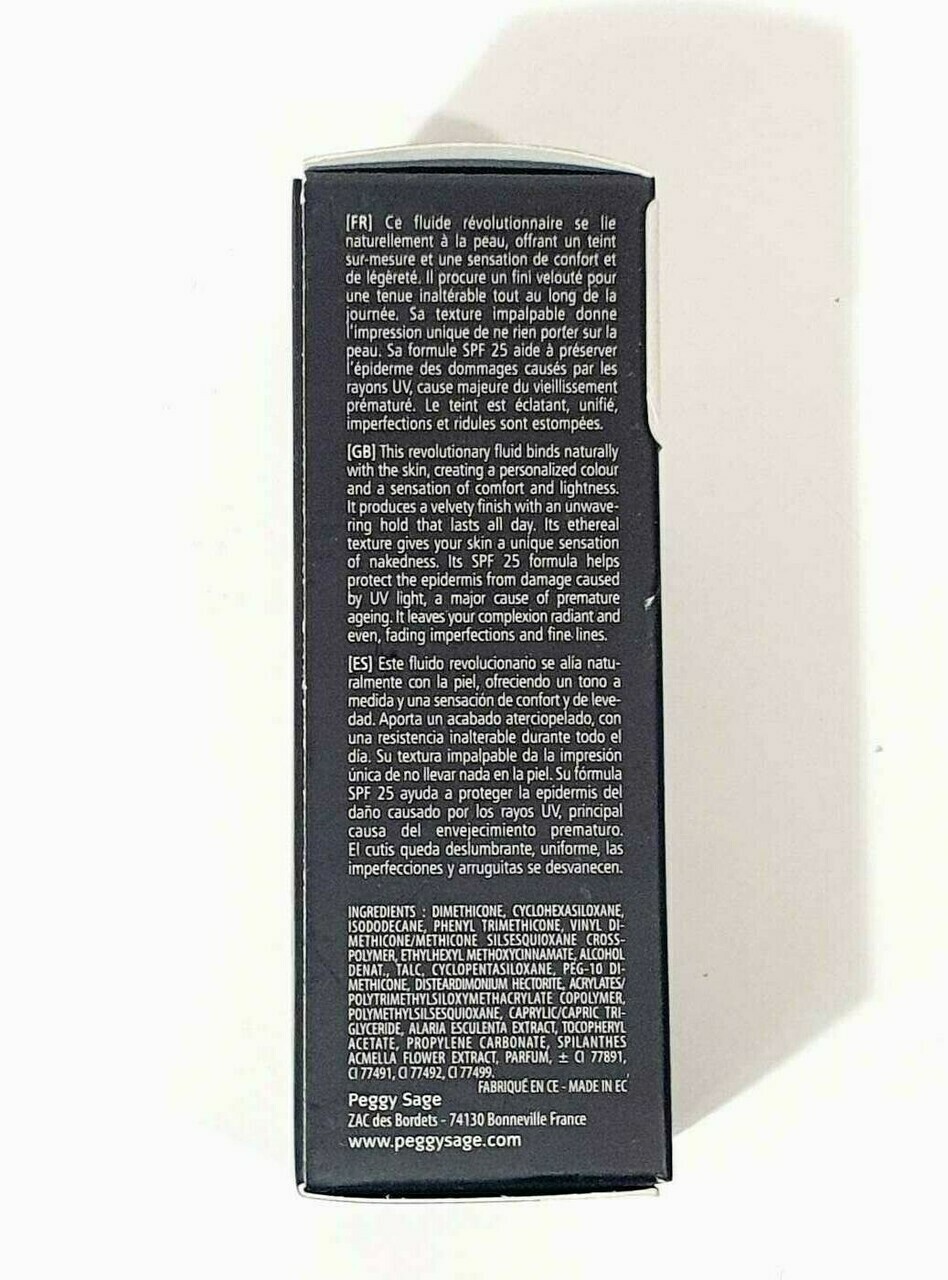 [FR] Ce fluide révolutionnaire se lie
naturellement à la peau, offrant un teint
sur-mesure et une sensation de confort et
de légèreté. Il procure un fini velouté pour
une tenue inaltérable tout au long de la
journée. Sa texture impalpable donne
l'impression unique de ne rien porter sur la
peau. Sa formule SPF 25 aide à préserver
l'épiderme des dommages causés par les
rayons UV, cause majeure du vieillissement
prématuré. Le teint est éclatant, unifié,
imperfections et ridules sont estompées.
[GB] This revolutionary fluid binds naturally
with the skin, creating a personalized colour
and a sensation of comfort and lightness.
It produces a velvety finish with an unwave-
ring hold that lasts all day. Its ethereal
texture gives your skin a unique sensation
of nakedness. Its SPF 25 formula helps
protect the epidermis from damage caused
by UV light, a major cause of premature
ageing. It leaves your complexion radiant and
even, fading imperfections and fine lines.
[ES] Este fluido revolucionario se alía natu-
ralmente con la piel, ofreciendo un tono a
medida y una sensación de confort y de leve-
dad. Aporta un acabado aterciopelado, con
una resistencia inalterable durante todo el
día. Su textura impalpable da la impresión
única de no llevar nada en la piel. Su fórmula
SPF 25 ayuda a proteger la epidermis del
daño causado por los rayos UV, principal
causa del envejecimiento prematuro.
El cutis queda deslumbrante, uniforme, las
imperfecciones y arruguitas se desvanecen.
INGREDIENTS : DIMETHICONE, CYCLOHEXASILOXANE,
ISODODECANE, PHENYL TRIMETHICONE, VINYL DI-
METHICONE/METHICONE SILSESQUIOXANE CROSS-
POLYMER, ETHYLHEXYL METHOXYCINNAMATE, ALCOHOL
DENAT., TALC, CYCLOPENTASILOXANE, PEG-10 DI-
METHICONE, DISTEARDIMONIUM HECTORITE, ACRYLATES/
POLYTRIMETHYLSILOXYMETHACRYLATE COPOLYMER,
POLYMETHYLSILSESQUIOXANE, CAPRYLIC/CAPRIC TRI-
GLYCERIDE, ALARIA ESCULENTA EXTRACT, TOCOPHERYL
ACETATE, PROPYLENE CARBONATE, SPILANTHES
ACMELLA FLOWER EXTRACT, PARFUM, ± CI 77891,
CI 77491, CI 77492, CI 77499.
FABRIQUÉ EN CE - MADE IN EC
Peggy Sage
ZAC des Bordets - 74130 Bonneville France
www.peggysage.com